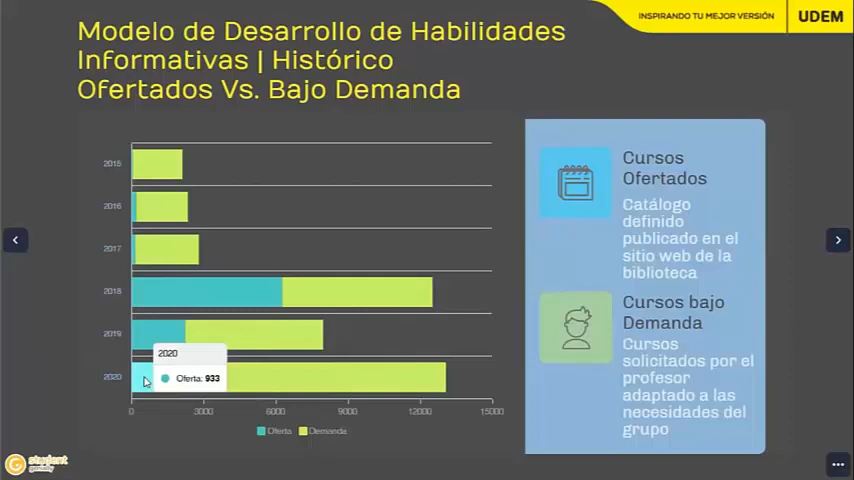 INSPIRANDO TU MEJOR VERSIÓN
UDEM
Modelo de Desarrollo de Habilidades
Informativas | Histórico
Ofertados Vs. Bajo Demanda
2015
2016
2017
2018
2019
2020
2020
Oferta: 933
0
3000
6000
9000
12000
15000
Oferta
Demanda
Cursos
Ofertados
Catálogo
definido
publicado en el
sitio web de la
biblioteca
Cursos bajo
Demanda
Cursos
solicitados por el
profesor
adaptado a las
necesidades del
grupo
student
genially